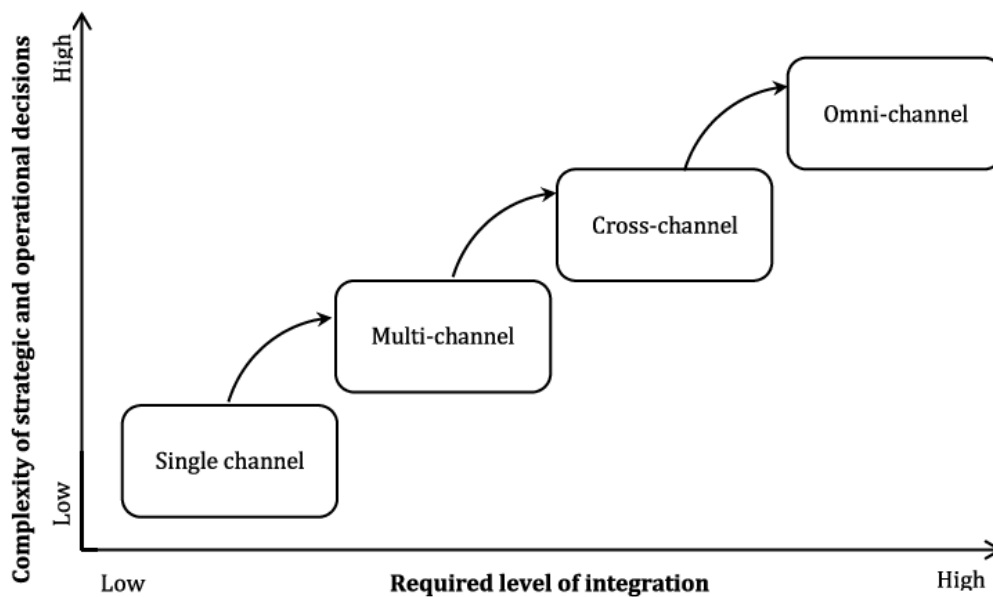 Complexity of strategic and operational decisions
High
Low
Omni-channel
Cross-channel
Multi-channel
Single channel
Low
Required level of integration
High